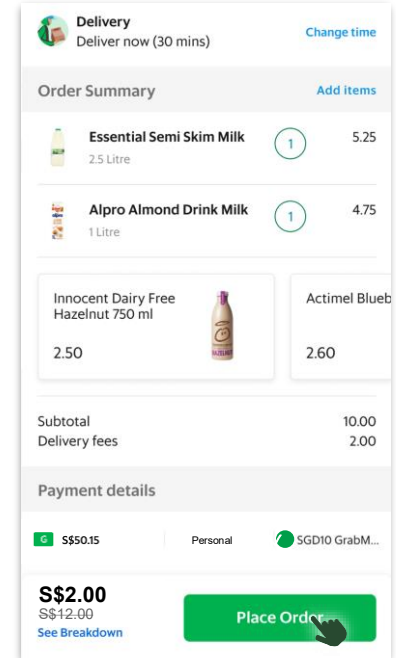 Delivery
Deliver now (30 mins)
Change time
Order Summary
Add items
Essential Semi Skim Milk
1
5.25
2.5 Litre
Alpro Almond Drink Milk
1
4.75
1 Litre
Innocent Dairy Free
Hazelnut 750 ml
2.50
HAZELNUT
Actimel Blueb
2.60
Subtotal
10.00
Delivery fees
2.00
Payment details
G
S$50.15
Personal
SGD10 GrabM...
S$2.00
S$12.00
See Breakdown
Place Order